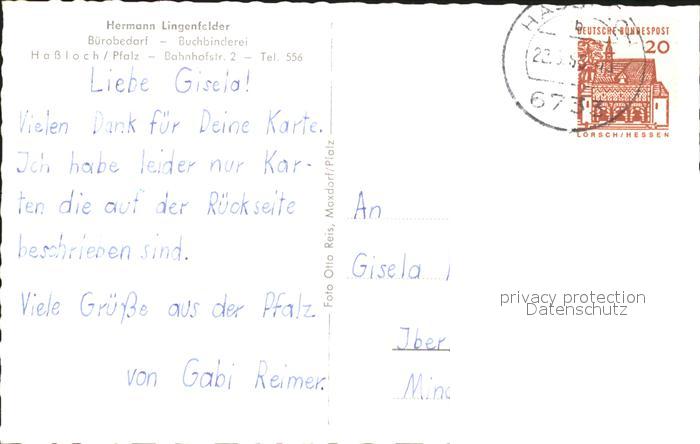 Hermann Lingenfelder
Bürobedarf – Buchbinderei
Haßloch/Pfalz – Bahnhofstr. 2 – Tel. 556
Liebe Gisela!
Vielen Dank für Deine Karte.
Ich habe leider nur Kar-
ten die auf der Rückseite
beschrieben sind.
Viele Grüße aus der Pfalz
von Gabi Reimer.
Foto Otto Reis, Maxdorf/Pfalz
6733
DEUTSCHE BUNDESPOST
20
LORSCH/HESSEN
An
Gisela
privacy protection
Datenschutz
Iber